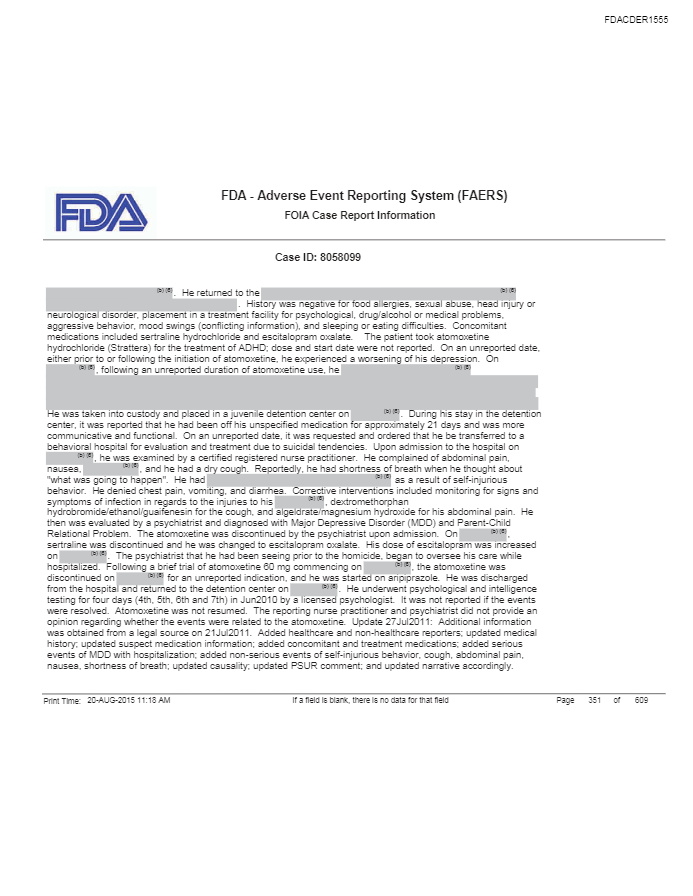 FDACDER1555
FDA
FDA - Adverse Event Reporting System (FAERS)
FOIA Case Report Information
Case ID: 8058099
(b) (6). He returned to the (b) (6)
. History was negative for food allergies, sexual abuse, head injury or
neurological disorder, placement in a treatment facility for psychological, drug/alcohol or medical problems,
aggressive behavior, mood swings (conflicting information), and sleeping or eating difficulties. Concomitant
medications included sertraline hydrochloride and escitalopram oxalate. The patient took atomoxetine
hydrochloride (Strattera) for the treatment of ADHD; dose and start date were not reported. On an unreported date,
either prior to or following the initiation of atomoxetine, he experienced a worsening of his depression. On
(b) (6), following an unreported duration of atomoxetine use, he (b) (6)
He was taken into custody and placed in a juvenile detention center on (b) (6). During his stay in the detention
center, it was reported that he had been off his unspecified medication for approximately 21 days and was more
communicative and functional. On an unreported date, it was requested and ordered that he be transferred to a
behavioral hospital for evaluation and treatment due to suicidal tendencies. Upon admission to the hospital on
(b) (6), he was examined by a certified registered nurse practitioner. He complained of abdominal pain,
nausea, (b) (6), and he had a dry cough. Reportedly, he had shortness of breath when he thought about
"what was going to happen". He had (b) (6) as a result of self-injurious
behavior. He denied chest pain, vomiting, and diarrhea. Corrective interventions included monitoring for signs and
symptoms of infection in regards to the injuries to his (b) (6), dextromethorphan
hydrobromide/ethanol/guaifenesin for the cough, and algeldrate/magnesium hydroxide for his abdominal pain. He
then was evaluated by a psychiatrist and diagnosed with Major Depressive Disorder (MDD) and Parent-Child
Relational Problem. The atomoxetine was discontinued by the psychiatrist upon admission. On (b) (6),
sertraline was discontinued and he was changed to escitalopram oxalate. His dose of escitalopram was increased
on (b) (6). The psychiatrist that he had been seeing prior to the homicide, began to oversee his care while
hospitalized. Following a brief trial of atomoxetine 60 mg commencing on (b) (6), the atomoxetine was
discontinued on (b) (6) for an unreported indication, and he was started on aripiprazole. He was discharged
from the hospital and returned to the detention center on (b) (6). He underwent psychological and intelligence
testing for four days (4th, 5th, 6th and 7th) in Jun2010 by a licensed psychologist. It was not reported if the events
were resolved. Atomoxetine was not resumed. The reporting nurse practitioner and psychiatrist did not provide an
opinion regarding whether the events were related to the atomoxetine. Update 27Jul2011: Additional information
was obtained from a legal source on 21Jul2011. Added healthcare and non-healthcare reporters; updated medical
history; updated suspect medication information; added concomitant and treatment medications; added serious
events of MDD with hospitalization; added non-serious events of self-injurious behavior, cough, abdominal pain,
nausea, shortness of breath; updated causality; updated PSUR comment; and updated narrative accordingly.
Print Time: 20-AUG-2015 11:18 AM If a field is blank, there is no data for that field Page 351 of 609